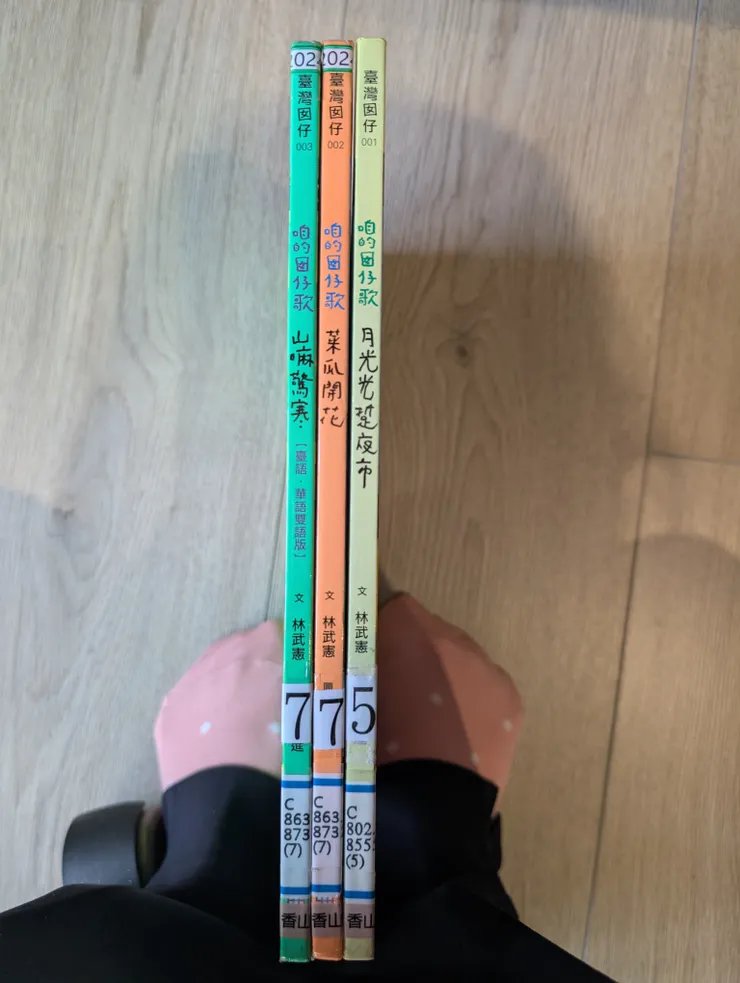 臺灣囡仔
003
咱的囡仔歌
山嘛驚寒
[臺語.華語雙語版]
文
林武憲
7
C
863
873
(7)
香山
202
臺灣囡仔
002
咱的囡仔歌
菜瓜開花
文
林武憲
圖
7
C
863
873
(7)
香山
202
臺灣囡仔
001
咱的囡仔歌
月光光踅夜市
文
林武憲
5
C
802.
855
(5)
香山